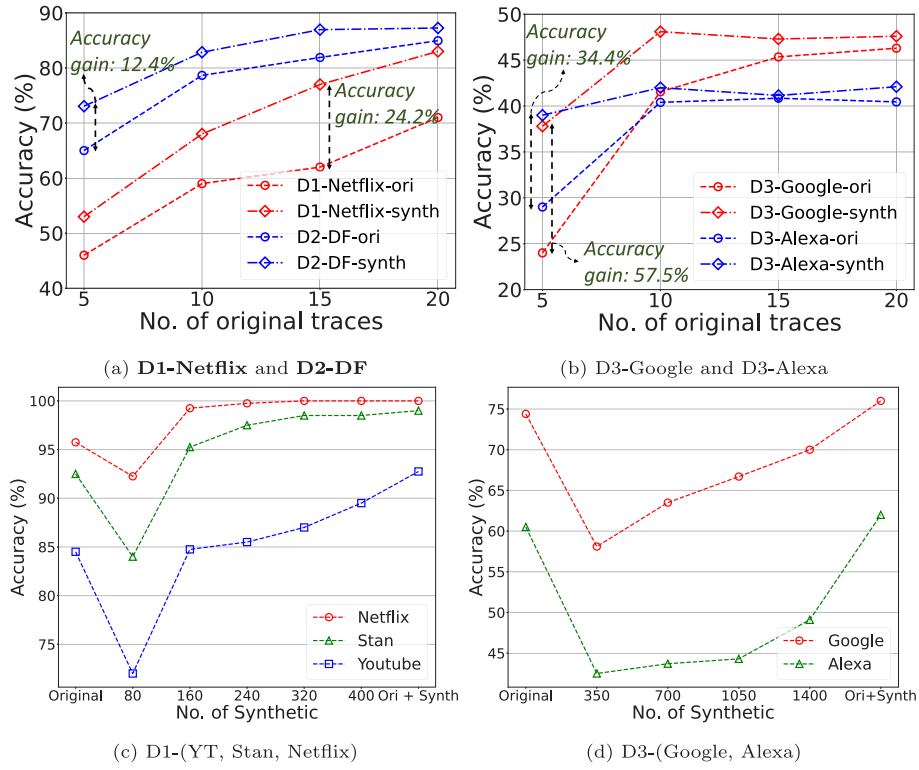 90
80
70
60
50
40
Accuracy (%)
Accuracy
gain: 12.4%
Accuracy
gain: 24.2%
D1-Netflix-ori
D1-Netflix-synth
D2-DF-ori
D2-DF-synth
5 10 15 20
No. of original traces
(a) D1-Netflix and D2-DF
50
45
40
35
30
25
20
Accuracy (%)
Accuracy
gain: 34.4%
Accuracy
gain: 57.5%
D3-Google-ori
D3-Google-synth
D3-Alexa-ori
D3-Alexa-synth
5 10 15 20
No. of original traces
(b) D3-Google and D3-Alexa
100
95
90
85
80
75
Accuracy (%)
Netflix
Stan
Youtube
Original 80 160 240 320 400 Ori + Synth
No. of Synthetic
(c) D1-(YT, Stan, Netflix)
75
70
65
60
55
50
45
Accuracy (%)
Google
Alexa
Original 350 700 1050 1400 Ori+Synth
No. of Synthetic
(d) D3-(Google, Alexa)